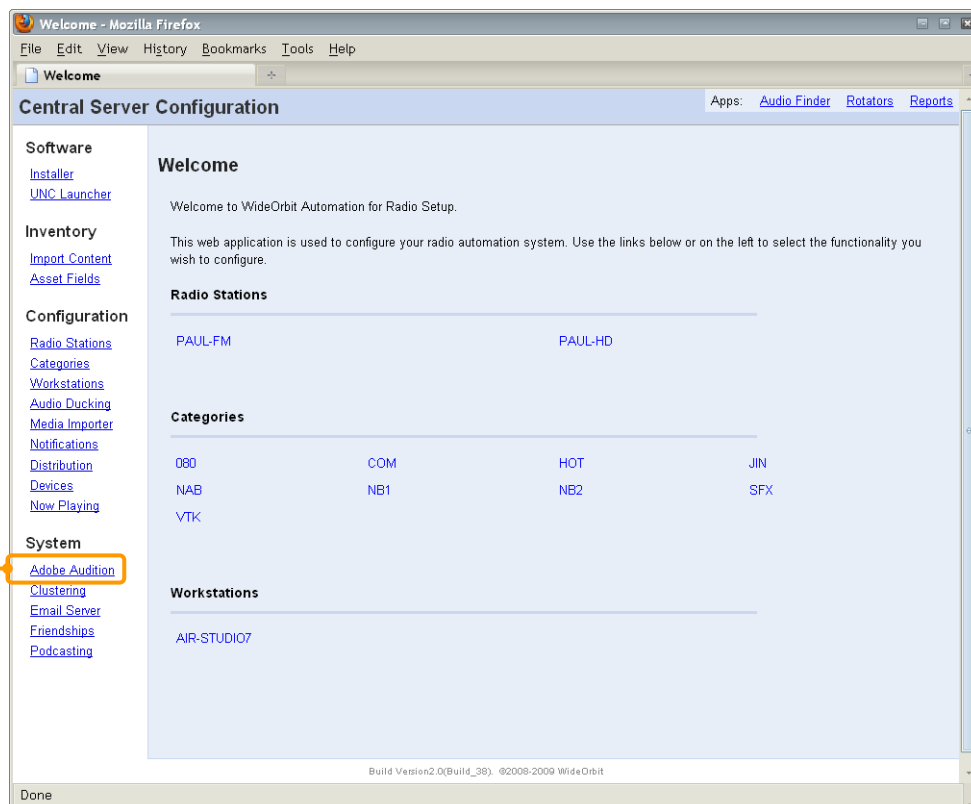 Welcome - Mozilla Firefox
File Edit View History Bookmarks Tools Help
Welcome
Central Server Configuration
Apps: Audio Finder Rotators Reports
Software
Installer
UNC Launcher
Inventory
Import Content
Asset Fields
Configuration
Radio Stations
Categories
Workstations
Audio Ducking
Media Importer
Notifications
Distribution
Devices
Now Playing
System
Adobe Audition
Clustering
Email Server
Friendships
Podcasting
Welcome
Welcome to WideOrbit Automation for Radio Setup.
This web application is used to configure your radio automation system. Use the links below or on the left to select the functionality you
wish to configure.
Radio Stations
PAUL-FM PAUL-HD
Categories
080 COM HOT JIN
NAB NB1 NB2 SFX
VTK
Workstations
AIR-STUDIO7
Build Version2.0(Build_38). ©2008-2009 WideOrbit
Done